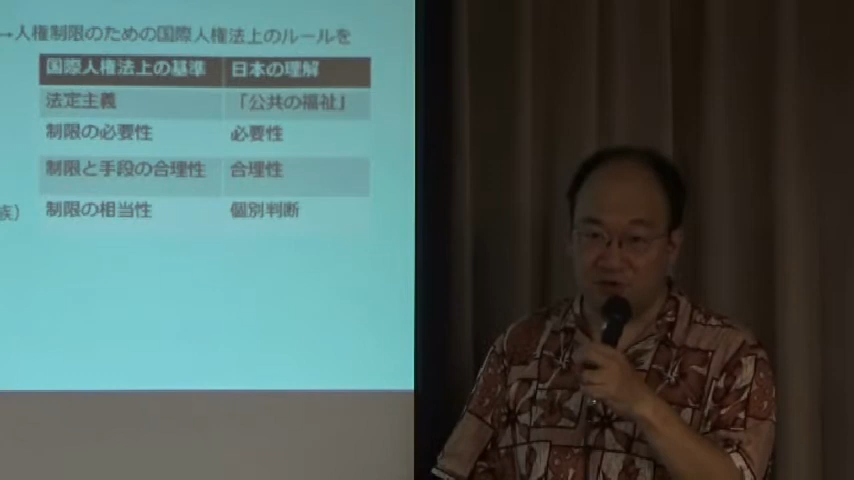 →人権制限のための国際人権法上のルールを
国際人権法上の基準 日本の理解
法定主義 「公共の福祉」
制限の必要性 必要性
制限と手段の合理性 合理性
族） 制限の相当性 個別判断